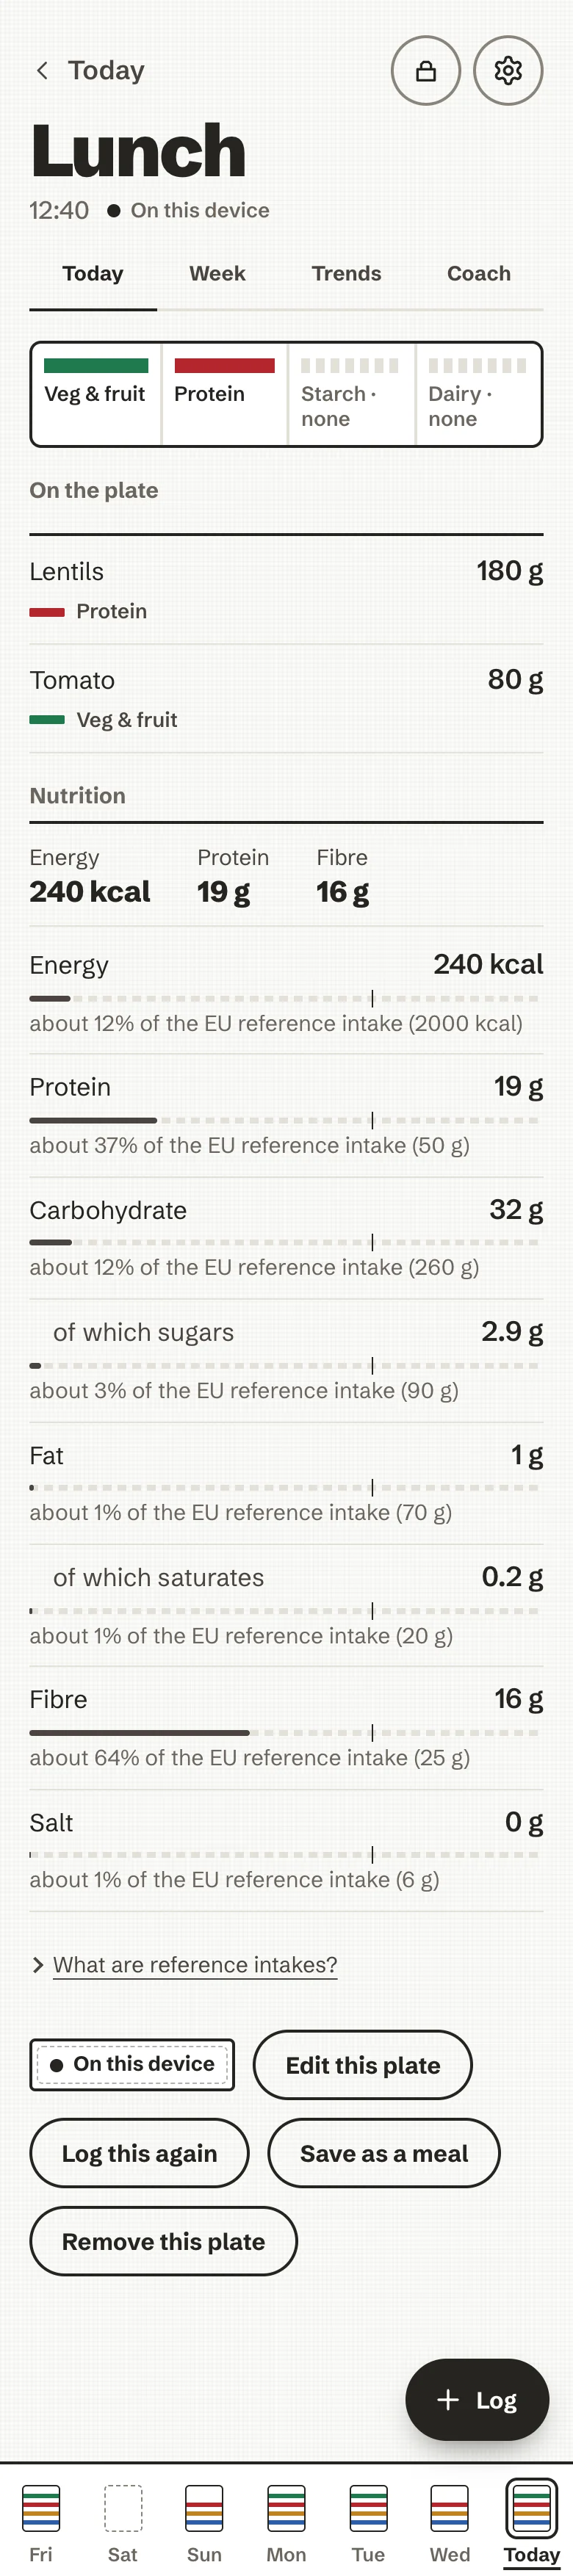 Today
Lunch
12:40 On this device
Today Week Trends Coach
Veg & fruit Protein Starch · none Dairy · none
On the plate
Lentils 180 g
Protein
Tomato 80 g
Veg & fruit
Nutrition
Energy Protein Fibre
240 kcal 19 g 16 g
Energy 240 kcal
about 12% of the EU reference intake (2000 kcal)
Protein 19 g
about 37% of the EU reference intake (50 g)
Carbohydrate 32 g
about 12% of the EU reference intake (260 g)
of which sugars 2.9 g
about 3% of the EU reference intake (90 g)
Fat 1 g
about 1% of the EU reference intake (70 g)
of which saturates 0.2 g
about 1% of the EU reference intake (20 g)
Fibre 16 g
about 64% of the EU reference intake (25 g)
Salt 0 g
about 1% of the EU reference intake (6 g)
What are reference intakes?
On this device Edit this plate
Log this again Save as a meal
Remove this plate
Log
Fri Sat Sun Mon Tue Wed Today